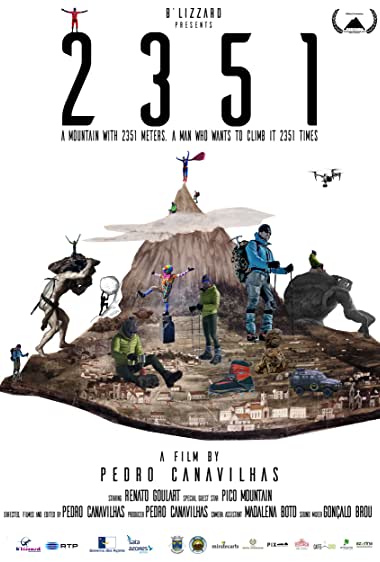 B'LIZZARD
PRESENTS
2351
A MOUNTAIN WITH 2351 METERS. A MAN WHO WANTS TO CLIMB IT 2351 TIMES
A FILM BY
PEDRO CANAVILHAS
STARRING RENATO GOULART SPECIAL GUEST STAR PICO MOUNTAIN
DIRECTED, FILMED AND EDITED BY PEDRO CANAVILHAS PRODUCER PEDRO CANAVILHAS CAMERA ASSISTANT MADALENA BOTO SOUND MIXER GONÇALO BROU
b'lizzard RTP